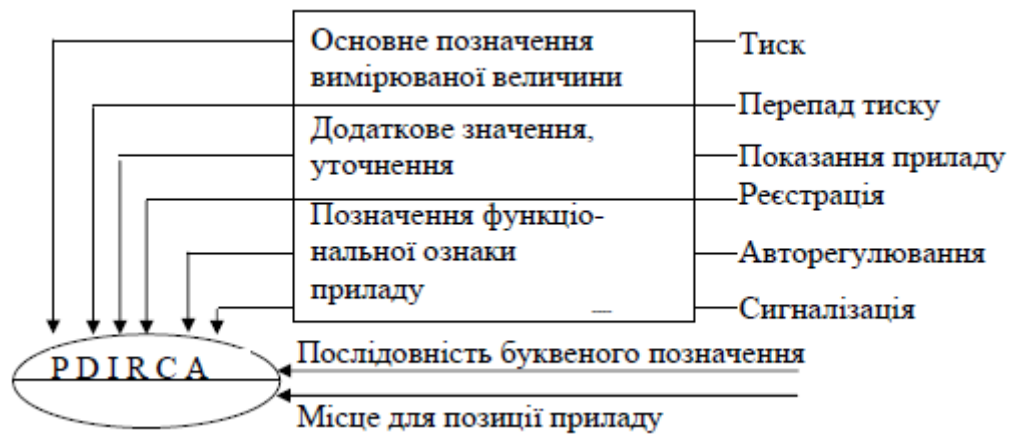 Основне позначення
вимірюваної величини
Тиск
Перепад тиску
Додаткове значення,
уточнення
Показання приладу
Реєстрація
Позначення функціо-
нальної ознаки
приладу
Авторегулювання
Сигналізація
P D I R C A
Послідовність буквеного позначення
Місце для позиції приладу